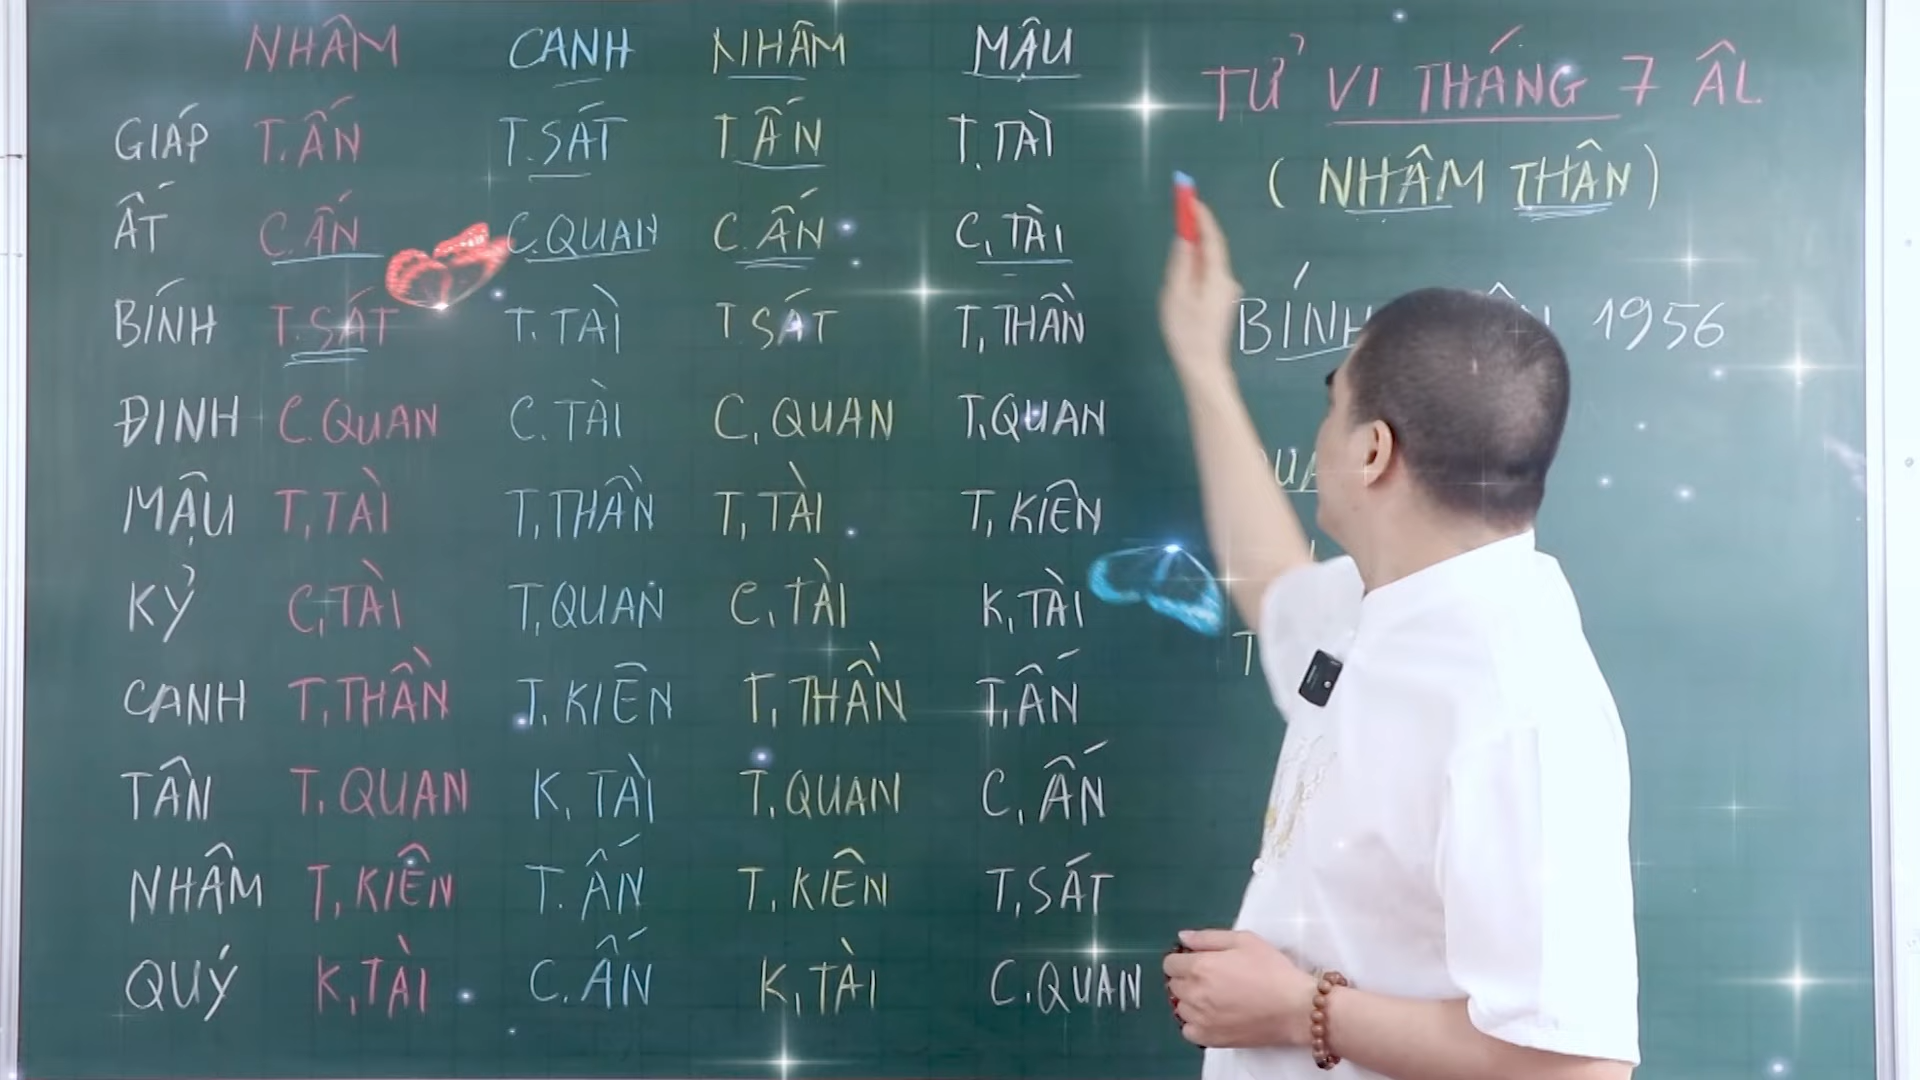 NHÂM CANH NHÂM MẬU
GIÁP T.ẤN T.SÁT T ẤN T.TÀI
ẤT C.ẤN C.QUAN C.ẤN C,TÀI
BÍNH T.SÁT T.TÀI T SÁT T,THẦN
ĐINH C.QUAN C.TÀI C,QUAN T.QUAN
MẬU T,TÀI T,THẦN T,TÀI T,KIÊN
KỶ C,TÀI T,QUAN C,TÀI K,TÀI
CANH T,THẦN T.KIÊN T,THẦN T,ẤN
TÂN T.QUAN K,TÀI T.QUAN C,ẤN
NHÂM T,KIÊN T.ẤN T.KIÊN T,SÁT
QUÝ K,TÀI C.ẤN K,TÀI C.QUAN
TỬ VI THÁNG 7 ÂL
( NHÂM THÂN )
BÍNH 1956